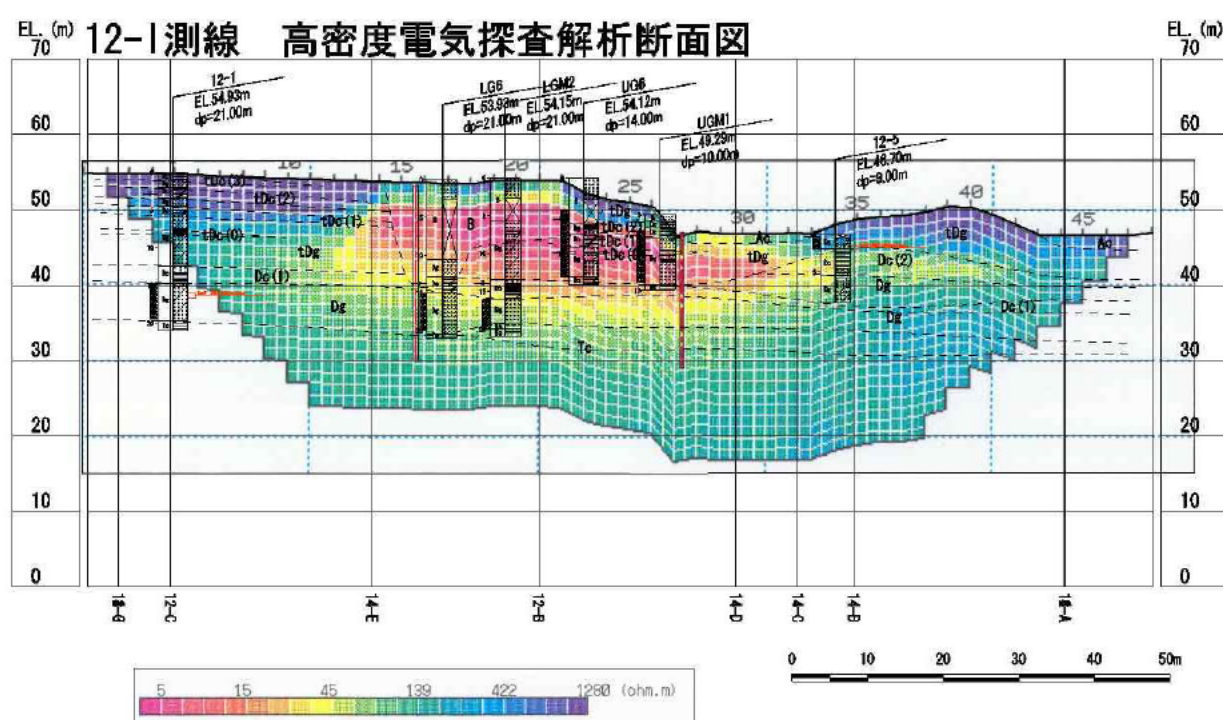 EL. (m)
12-I測線 高密度電気探査解析断面図
EL. (m)
70
70
12-1
EL.54.93m
dp=21.00m
LG6
EL.53.93m
dp=21.00m
LGM2
EL.54.15m
dp=21.00m
UG6
EL.54.12m
dp=14.00m
UGM1
EL.49.29m
dp=10.00m
12-5
EL.46.70m
dp=9.00m
60
60
10
15
20
25
30
35
40
45
50
50
tDc(2)
tDc(1)
tDc(0)
tDg
Dc(1)
Dg
B
tDg
Ac
tDg
Tc
tDg
Dc(2)
Dg
Dg
Dc(1)
Ac
40
40
30
30
20
20
10
10
0
0
12-C
14-E
12-B
14-D
14-C
14-B
0 10 20 30 40 50m
5 15 45 139 422 1280 (ohm.m)